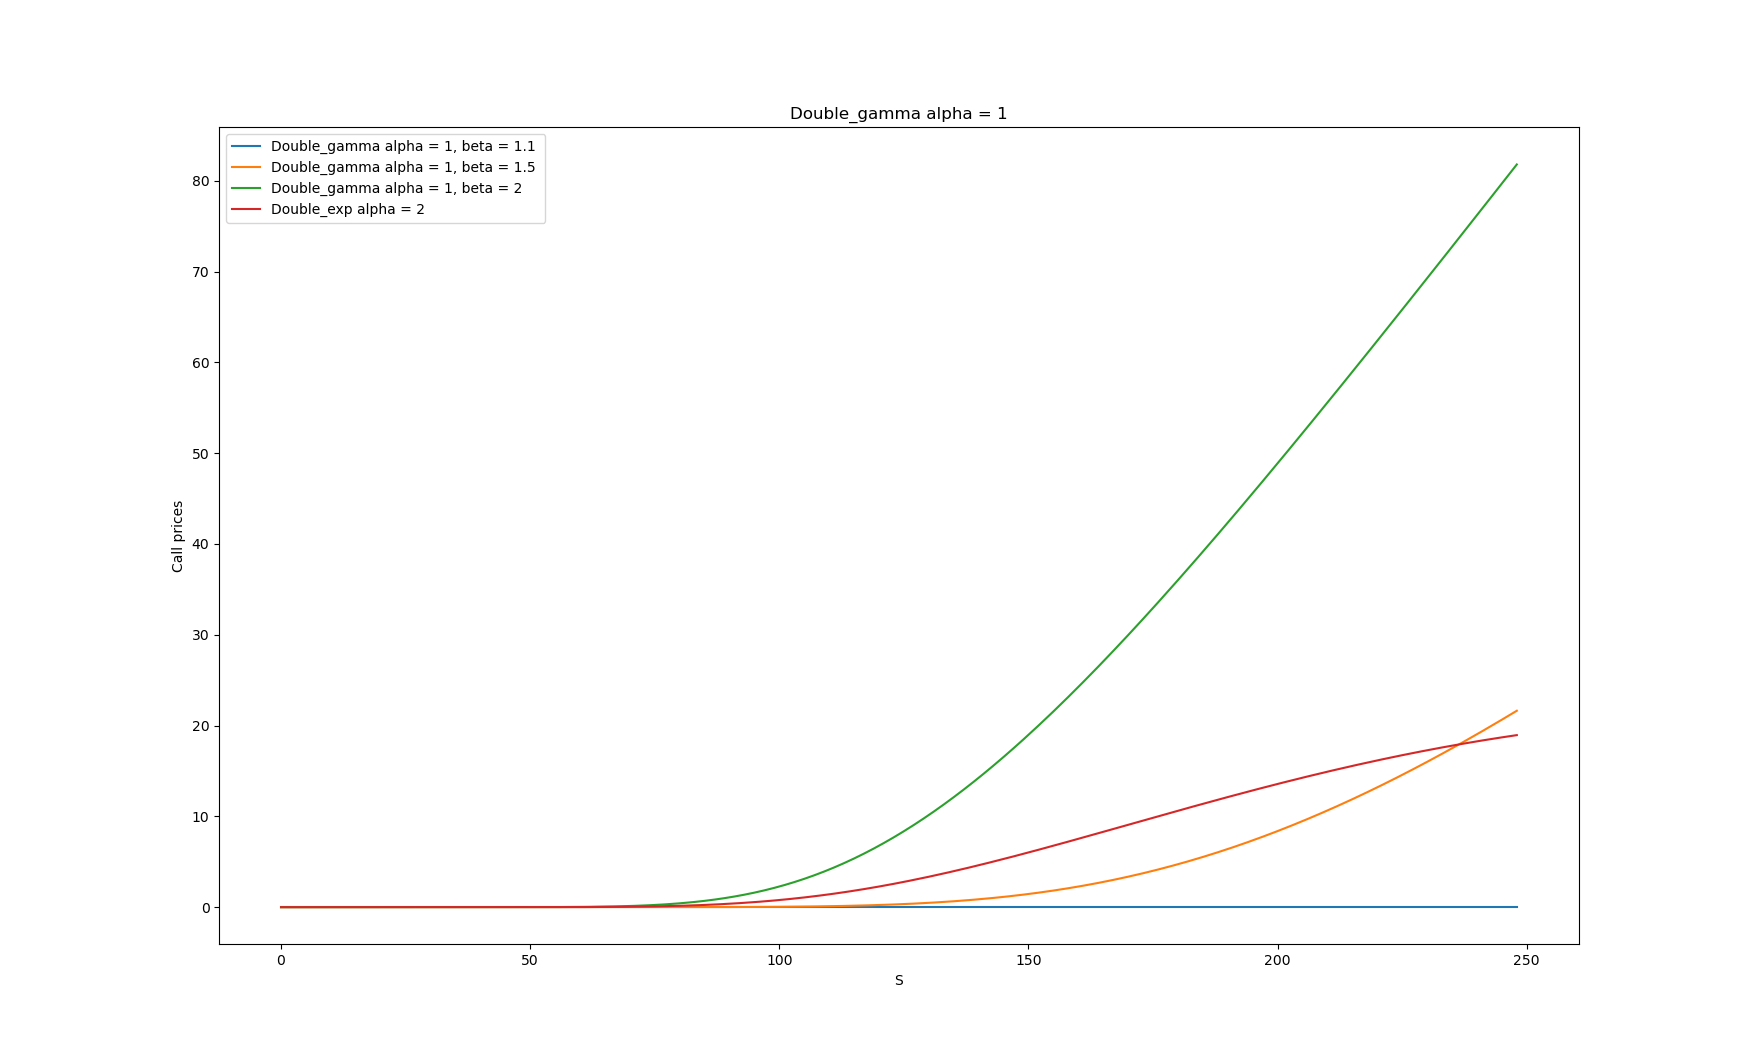 Double_gamma alpha = 1
Double_gamma alpha = 1, beta = 1.1
Double_gamma alpha = 1, beta = 1.5
Double_gamma alpha = 1, beta = 2
Double_exp alpha = 2
80
70
60
50
40
30
20
10
0
Call prices
0 50 100 150 200 250
S